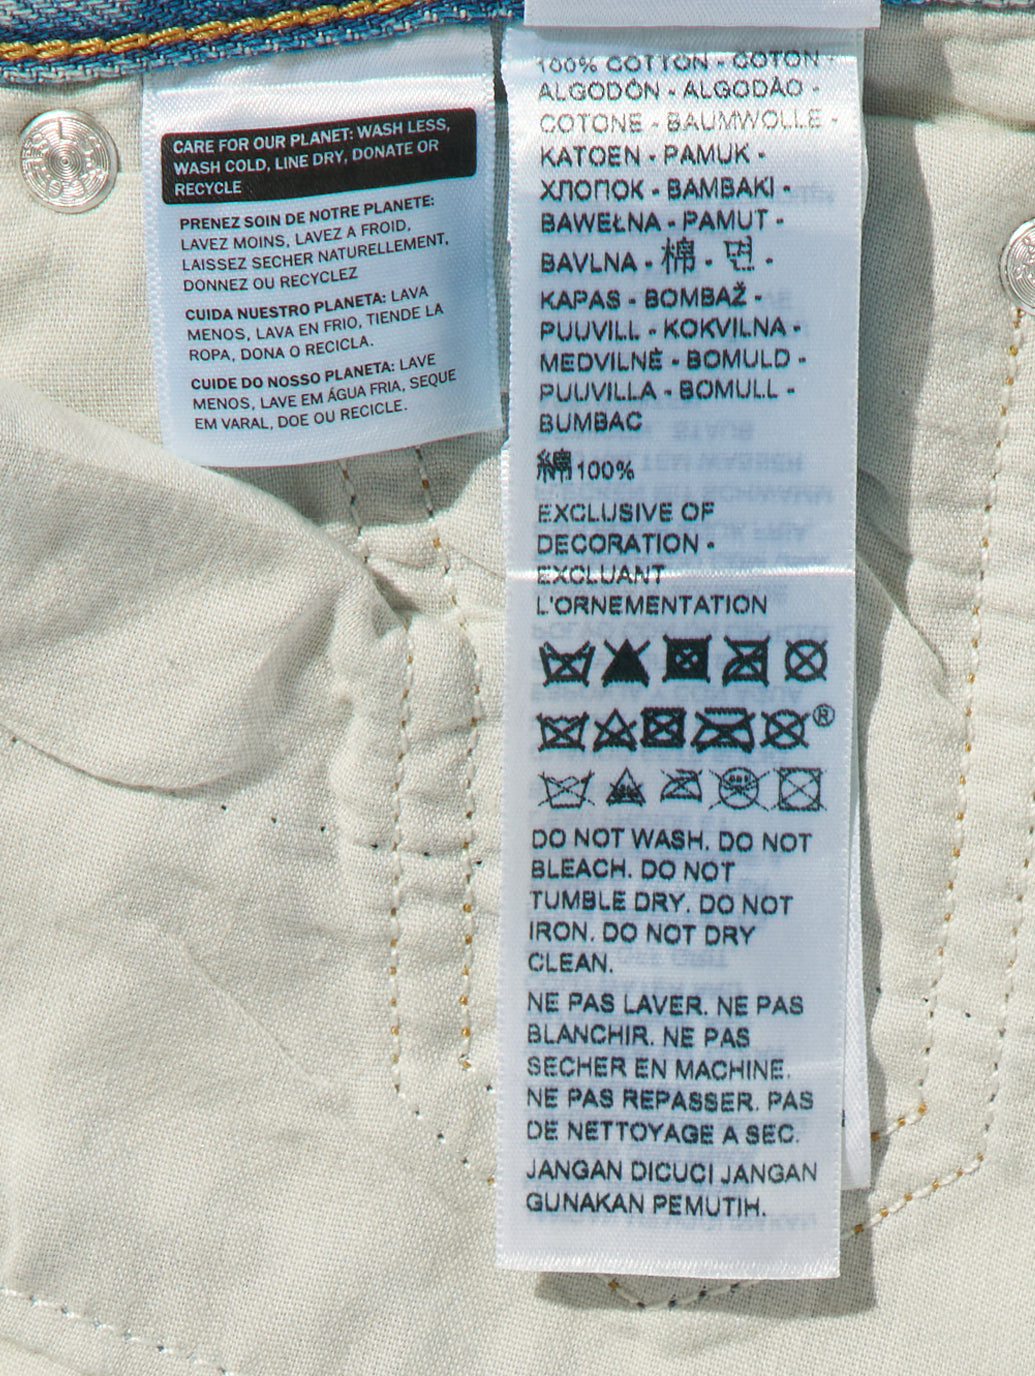 CARE FOR OUR PLANET: WASH LESS,
WASH COLD, LINE DRY, DONATE OR
RECYCLE
PRENEZ SOIN DE NOTRE PLANETE:
LAVEZ MOINS, LAVEZ A FROID,
LAISSEZ SECHER NATURELLEMENT,
DONNEZ OU RECYCLEZ
CUIDA NUESTRO PLANETA: LAVA
MENOS, LAVA EN FRIO, TIENDE LA
ROPA, DONA O RECICLA.
CUIDE DO NOSSO PLANETA: LAVE
MENOS, LAVE EM ÁGUA FRIA, SEQUE
EM VARAL, DOE OU RECICLE.
100% COTTON - COTON -
ALGODÓN - ALGODÃO -
COTONE - BAUMWOLLE -
KATOEN - PAMUK -
ХЛОПОК - BAMBAKI -
BAWEŁNA - PAMUT -
BAVLNA - 棉 - 면 -
KAPAS - BOMBAŽ -
PUUVILL - KOKVILNA -
MEDVILNĖ - BOMULD -
PUUVILLA - BOMULL -
BUMBAC
綿100%
EXCLUSIVE OF
DECORATION -
EXCLUANT
L'ORNEMENTATION
®
DO NOT WASH. DO NOT
BLEACH. DO NOT
TUMBLE DRY. DO NOT
IRON. DO NOT DRY
CLEAN.
NE PAS LAVER. NE PAS
BLANCHIR. NE PAS
SECHER EN MACHINE.
NE PAS REPASSER. PAS
DE NETTOYAGE A SEC.
JANGAN DICUCI JANGAN
GUNAKAN PEMUTIH.